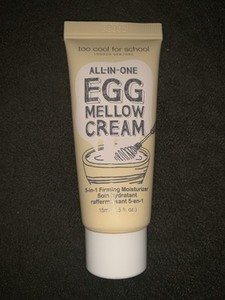 too cool for school
ALL-IN-ONE
EGG
MELLOW
CREAM
5-in-1 Firming Moisturizer
Soin Hydratant
raffermissant 5-en-1